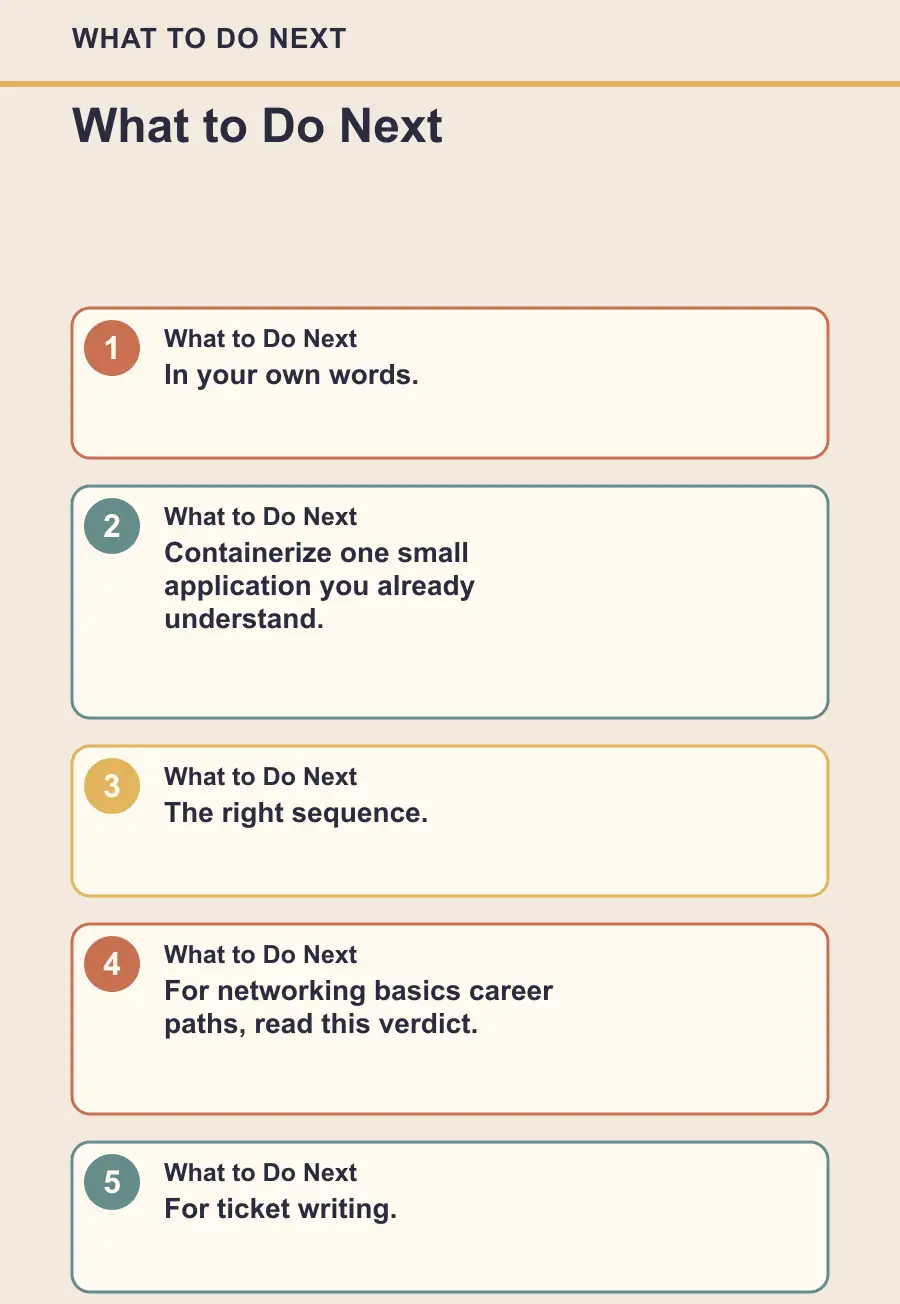 WHAT TO DO NEXT
What to Do Next
1
What to Do Next
In your own words.
2
What to Do Next
Containerize one small
application you already
understand.
3
What to Do Next
The right sequence.
4
What to Do Next
For networking basics career
paths, read this verdict.
5
What to Do Next
For ticket writing.